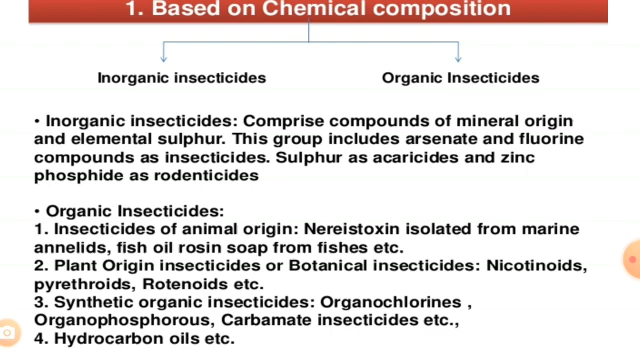 1. Based on Chemical composition
Inorganic insecticides
Organic Insecticides
• Inorganic insecticides: Comprise compounds of mineral origin
and elemental sulphur. This group includes arsenate and fluorine
compounds as insecticides. Sulphur as acaricides and zinc
phosphide as rodenticides
• Organic Insecticides:
1. Insecticides of animal origin: Nereistoxin isolated from marine
annelids, fish oil rosin soap from fishes etc.
2. Plant Origin insecticides or Botanical insecticides: Nicotinoids,
pyrethroids, Rotenoids etc.
3. Synthetic organic insecticides: Organochlorines ,
Organophosphorous, Carbamate insecticides etc.,
4. Hydrocarbon oils etc.